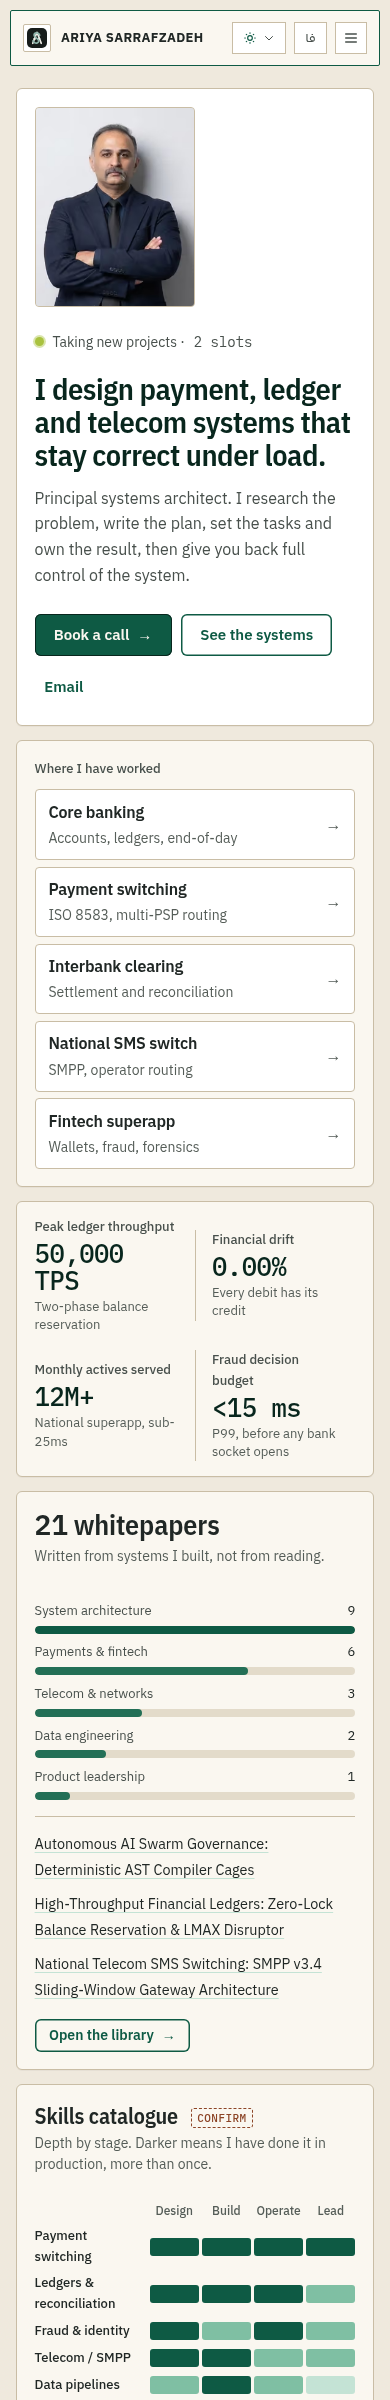 ARIYA SARRAFZADEH
فا
Taking new projects · 2 slots
I design payment, ledger
and telecom systems that
stay correct under load.
Principal systems architect. I research the
problem, write the plan, set the tasks and
own the result, then give you back full
control of the system.
Book a call →
See the systems
Email
Where I have worked
Core banking
Accounts, ledgers, end-of-day
→
Payment switching
ISO 8583, multi-PSP routing
→
Interbank clearing
Settlement and reconciliation
→
National SMS switch
SMPP, operator routing
→
Fintech superapp
Wallets, fraud, forensics
→
Peak ledger throughput
50,000
TPS
Two-phase balance
reservation
Financial drift
0.00%
Every debit has its
credit
Monthly actives served
12M+
National superapp, sub-
25ms
Fraud decision
budget
<15 ms
P99, before any bank
socket opens
21 whitepapers
Written from systems I built, not from reading.
System architecture 9
Payments & fintech 6
Telecom & networks 3
Data engineering 2
Product leadership 1
Autonomous AI Swarm Governance:
Deterministic AST Compiler Cages
High-Throughput Financial Ledgers: Zero-Lock
Balance Reservation & LMAX Disruptor
National Telecom SMS Switching: SMPP v3.4
Sliding-Window Gateway Architecture
Open the library →
Skills catalogue CONFIRM
Depth by stage. Darker means I have done it in
production, more than once.
Design Build Operate Lead
Payment
switching
Ledgers &
reconciliation
Fraud & identity
Telecom / SMPP
Data pipelines